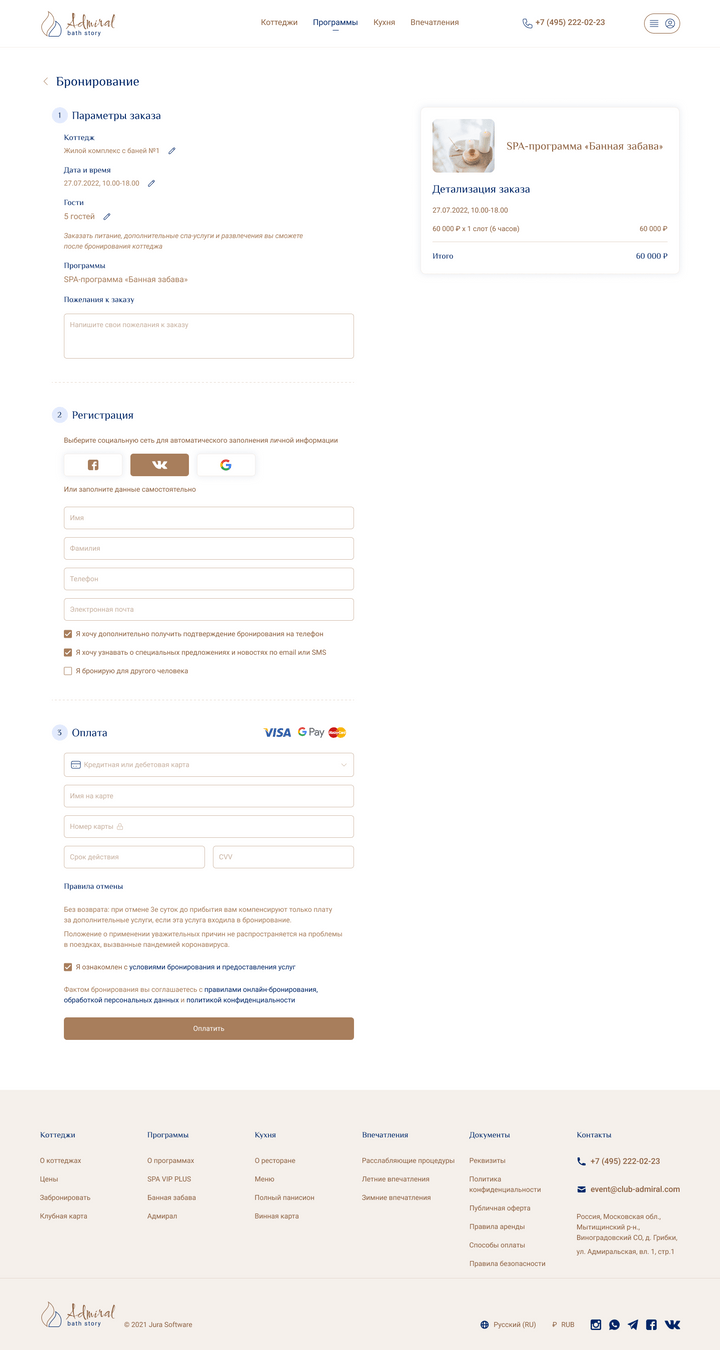 Admiral
bath story
Коттеджи
Программы
Кухня
Впечатления
+7 (495) 222-02-23
Бронирование
1
Параметры заказа
Коттедж
Жилой комплекс с баней №1
Дата и время
27.07.2022, 10.00-18.00
Гости
5 гостей
Заказать питание, дополнительные спа-услуги и развлечения вы сможете
после бронирования коттеджа
Программы
SPA-программа «Банная забава»
Пожелания к заказу
Напишите свои пожелания к заказу
SPA-программа «Банная забава»
Детализация заказа
27.07.2022, 10.00-18.00
60 000 ₽ х 1 слот (6 часов)
60 000 ₽
Итого
60 000 ₽
2
Регистрация
Выберите социальную сеть для автоматического заполнения личной информации
Или заполните данные самостоятельно
Имя
Фамилия
Телефон
Электронная почта
Я хочу дополнительно получить подтверждение бронирования на телефон
Я хочу узнавать о специальных предложениях и новостях по email или SMS
Я бронирую для другого человека
3
Оплата
VISA
G Pay
Кредитная или дебетовая карта
Имя на карте
Номер карты
Срок действия
CVV
Правила отмены
Без возврата: при отмене 3е суток до прибытия вам компенсируют только плату
за дополнительные услуги, если эта услуга входила в бронирование.
Положение о применении уважительных причин не распространяется на проблемы
в поездках, вызванные пандемией коронавируса.
Я ознакомлен с условиями бронирования и предоставления услуг
Фактом бронирования вы соглашаетесь с правилами онлайн-бронирования,
обработкой персональных данных и политикой конфиденциальности
Оплатить
Коттеджи
О коттеджах
Цены
Забронировать
Клубная карта
Программы
О программах
SPA VIP PLUS
Банная забава
Адмирал
Кухня
О ресторане
Меню
Полный панисион
Винная карта
Впечатления
Расслабляющие процедуры
Летние впечатления
Зимние впечатления
Документы
Реквизиты
Политика
конфиденциальности
Публичная оферта
Правила аренды
Способы оплаты
Правила безопасности
Контакты
+7 (495) 222-02-23
event@club-admiral.com
Россия, Московская обл.,
Мытищинский р-н.,
Виноградовский СО, д. Грибки,
ул. Адмиральская, вл. 1, стр.1
Admiral
bath story
© 2021 Jura Software
Русский (RU)
₽ RUB